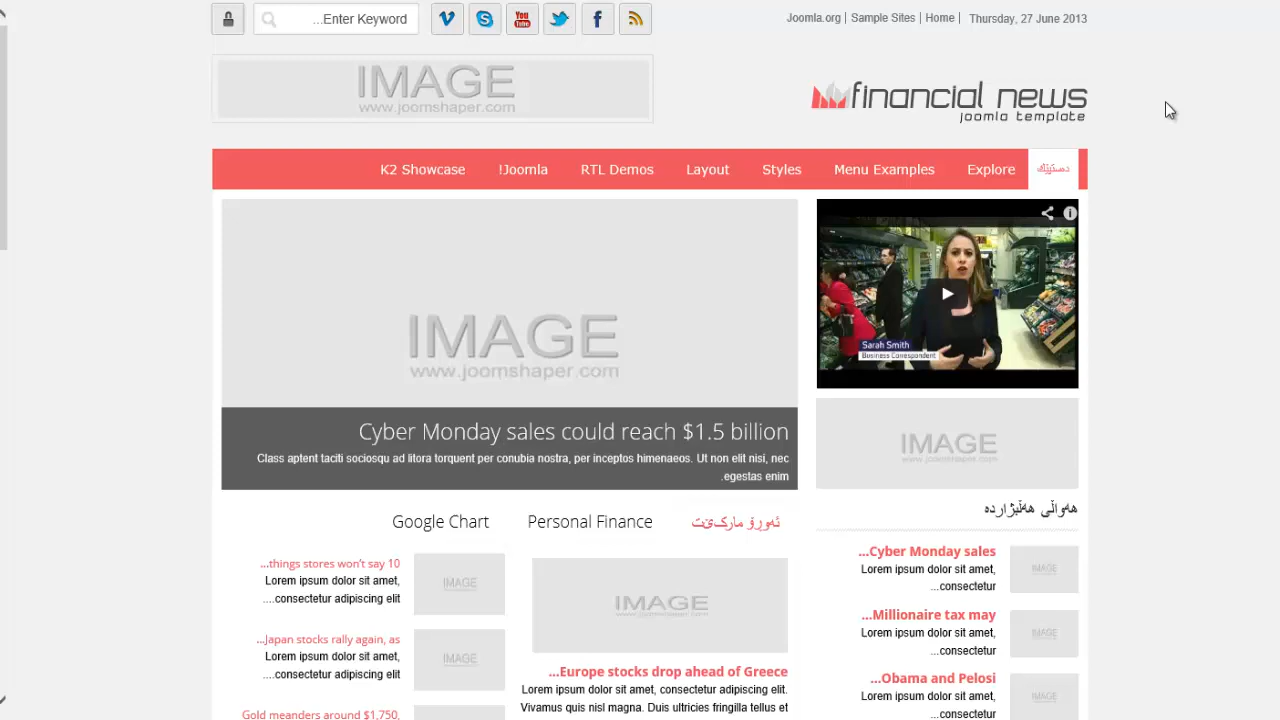 Enter Keyword...
Joomla.org | Sample Sites | Home | Thursday, 27 June 2013
IMAGE
www.joomshaper.com
financial news
joomla template
K2 Showcase
!Joomla
RTL Demos
Layout
Styles
Menu Examples
Explore
دەستپێك
IMAGE
www.joomshaper.com
Cyber Monday sales could reach $1.5 billion
Class aptent taciti sociosqu ad litora torquent per conubia nostra, per inceptos himenaeos. Ut non elit nisi, nec
.egestas enim
Sarah Smith
Business Correspondent
IMAGE
www.joomshaper.com
هەواڵی هەڵبژاردە
...Cyber Monday sales
Lorem ipsum dolor sit amet,
...consectetur
IMAGE
...Millionaire tax may
Lorem ipsum dolor sit amet,
...consectetur
IMAGE
...Obama and Pelosi
Lorem ipsum dolor sit amet,
...consectetur
IMAGE
Google Chart
Personal Finance
ئەورۆ مارکێت
...things stores won't say 10
Lorem ipsum dolor sit amet,
....consectetur adipiscing elit
IMAGE
...Japan stocks rally again, as
Lorem ipsum dolor sit amet,
....consectetur adipiscing elit
IMAGE
Gold meanders around $1,750,
IMAGE
www.joomshaper.com
...Europe stocks drop ahead of Greece
Lorem ipsum dolor sit amet, consectetur adipiscing elit.
Vivamus quis nisl magna. Duis ultricies fringilla tellus et